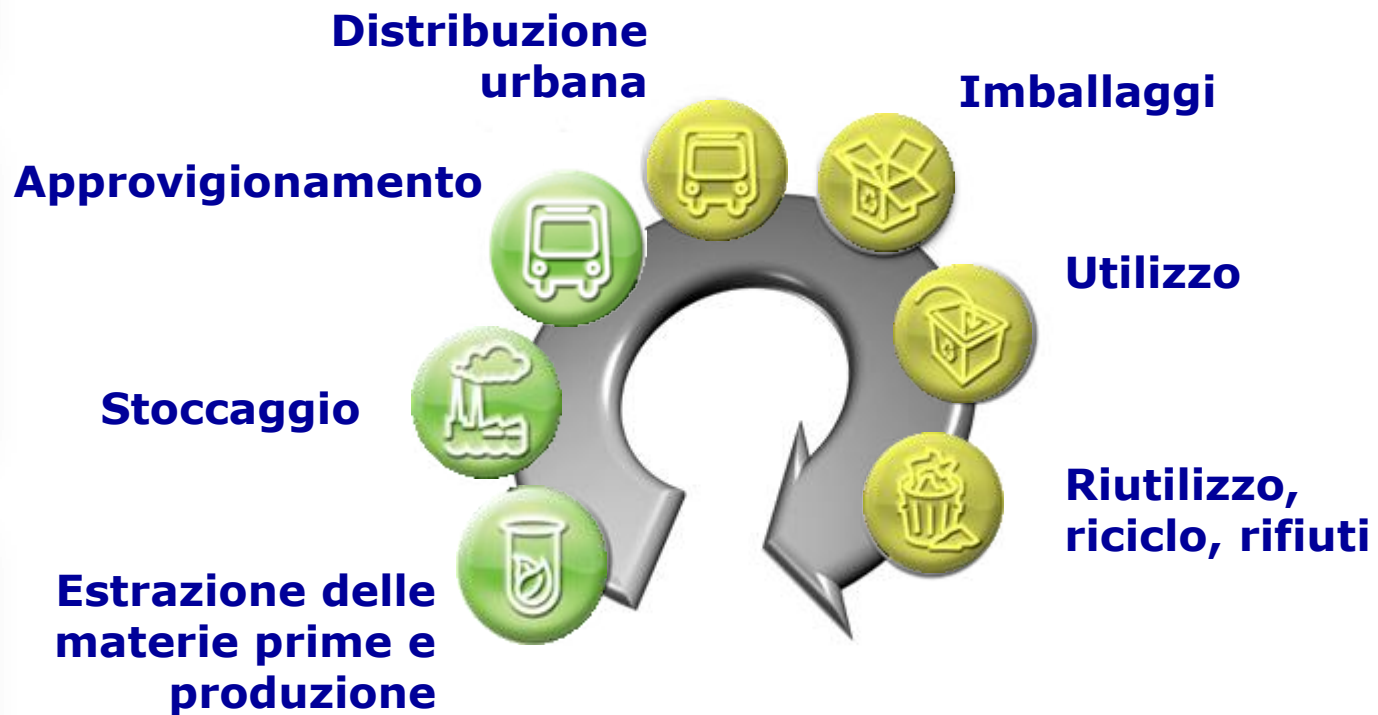 Distribuzione
urbana
Imballaggi
Approvigionamento
Utilizzo
Stoccaggio
Riutilizzo,
riciclo, rifiuti
Estrazione delle
materie prime e
produzione